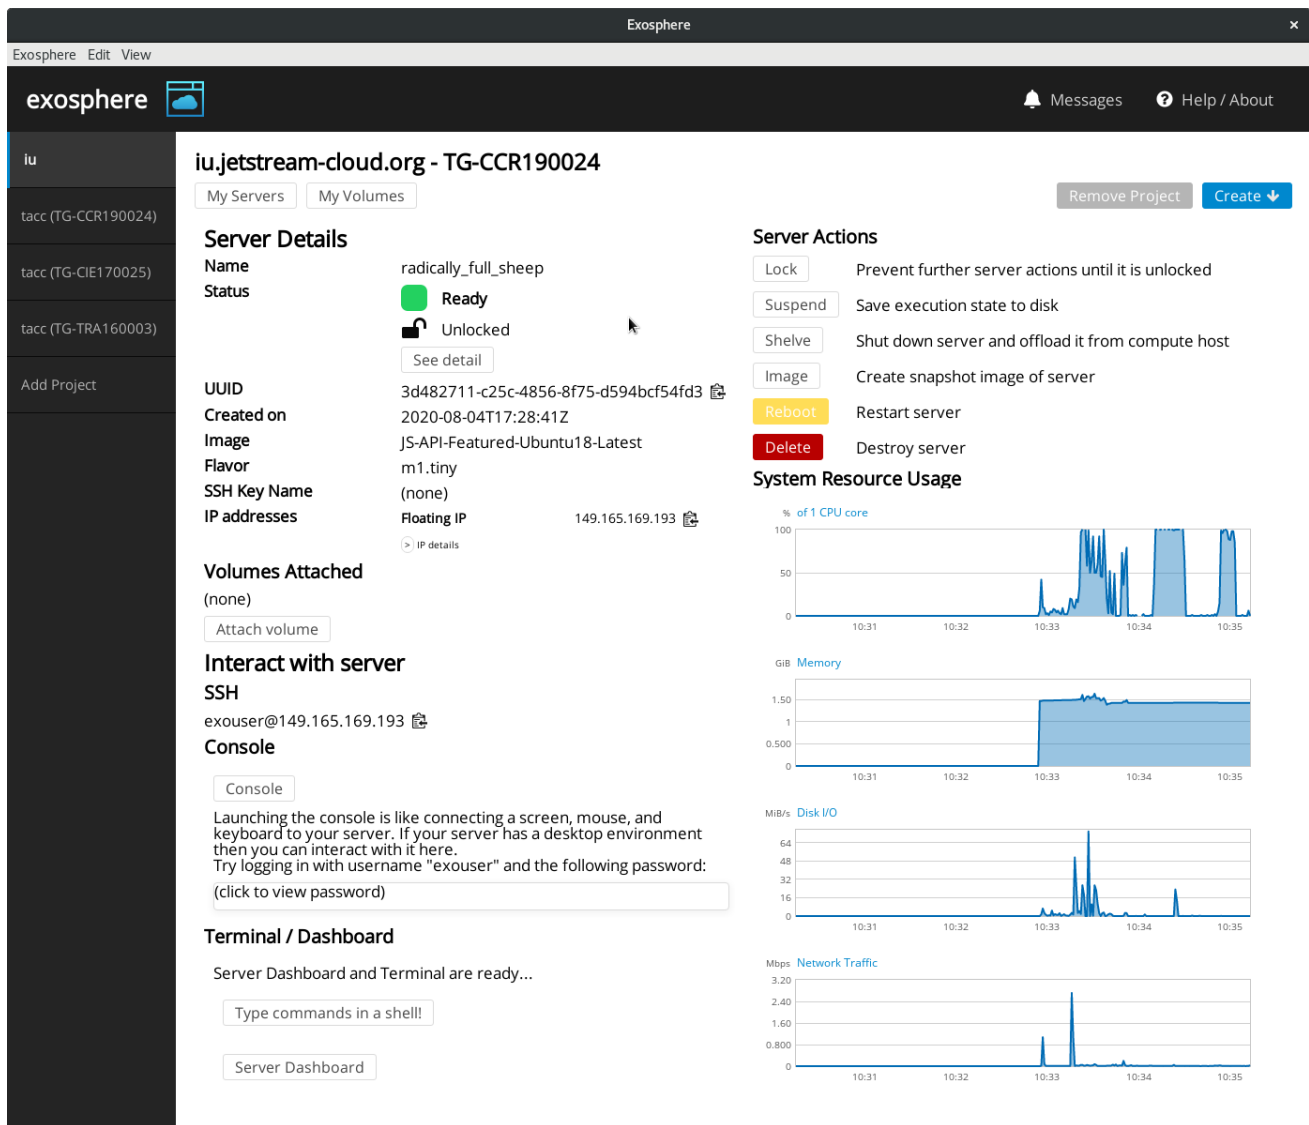 Exosphere
×
Exosphere Edit View
exosphere
Messages
Help / About
iu
tacc (TG-CCR190024)
tacc (TG-CIE170025)
tacc (TG-TRA160003)
Add Project
iu.jetstream-cloud.org - TG-CCR190024
My Servers My Volumes
Remove Project Create
Server Details
Name radically_full_sheep
Status Ready
Unlocked
See detail
UUID 3d482711-c25c-4856-8f75-d594bcf54fd3
Created on 2020-08-04T17:28:41Z
Image JS-API-Featured-Ubuntu18-Latest
Flavor m1.tiny
SSH Key Name (none)
IP addresses Floating IP 149.165.169.193
> IP details
Volumes Attached
(none)
Attach volume
Interact with server
SSH
exouser@149.165.169.193
Console
Console
Launching the console is like connecting a screen, mouse, and
keyboard to your server. If your server has a desktop environment
then you can interact with it here.
Try logging in with username "exouser" and the following password:
(click to view password)
Terminal / Dashboard
Server Dashboard and Terminal are ready...
Type commands in a shell!
Server Dashboard
Server Actions
Lock Prevent further server actions until it is unlocked
Suspend Save execution state to disk
Shelve Shut down server and offload it from compute host
Image Create snapshot image of server
Reboot Restart server
Delete Destroy server
System Resource Usage
% of 1 CPU core
100
50
0
10:31 10:32 10:33 10:34 10:35
GiB Memory
1.50
1
0.500
0
10:31 10:32 10:33 10:34 10:35
MiB/s Disk I/O
64
48
32
16
0
10:31 10:32 10:33 10:34 10:35
Mbps Network Traffic
3.20
2.40
1.60
0.800
0
10:31 10:32 10:33 10:34 10:35